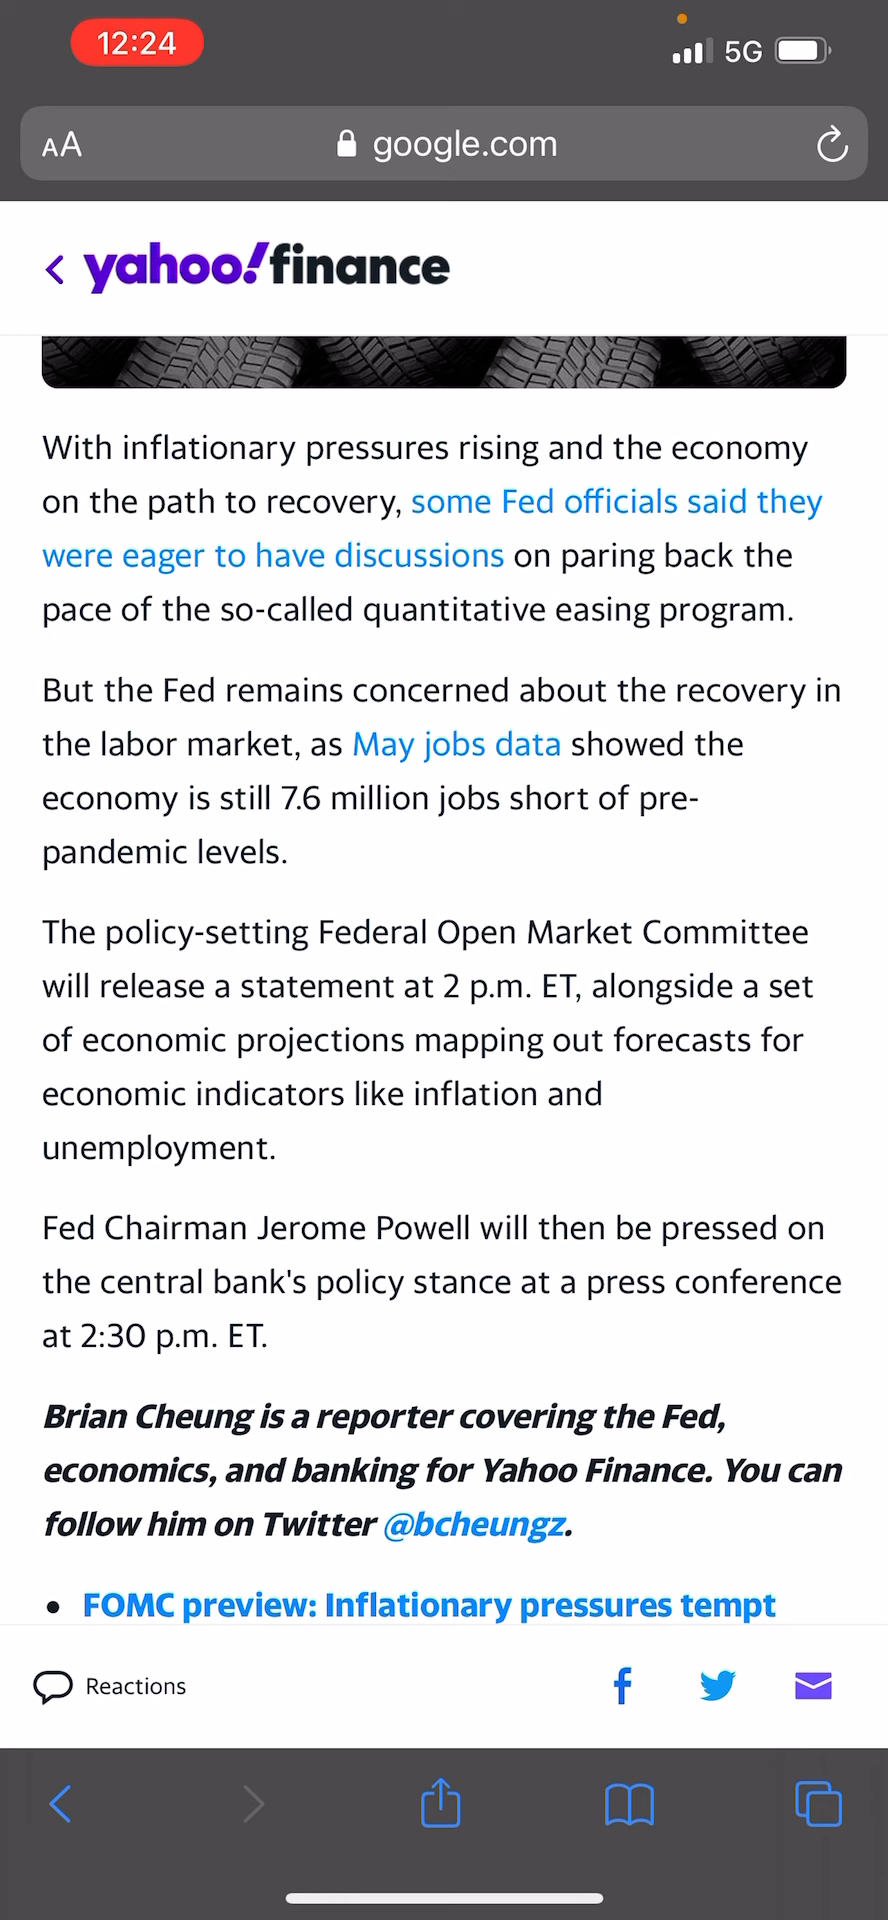 12:24
5G
AA
google.com
yahoo!finance
With inflationary pressures rising and the economy
on the path to recovery, some Fed officials said they
were eager to have discussions on paring back the
pace of the so-called quantitative easing program.
But the Fed remains concerned about the recovery in
the labor market, as May jobs data showed the
economy is still 7.6 million jobs short of pre-
pandemic levels.
The policy-setting Federal Open Market Committee
will release a statement at 2 p.m. ET, alongside a set
of economic projections mapping out forecasts for
economic indicators like inflation and
unemployment.
Fed Chairman Jerome Powell will then be pressed on
the central bank's policy stance at a press conference
at 2:30 p.m. ET.
Brian Cheung is a reporter covering the Fed,
economics, and banking for Yahoo Finance. You can
follow him on Twitter @bcheungz.
• FOMC preview: Inflationary pressures tempt
Reactions